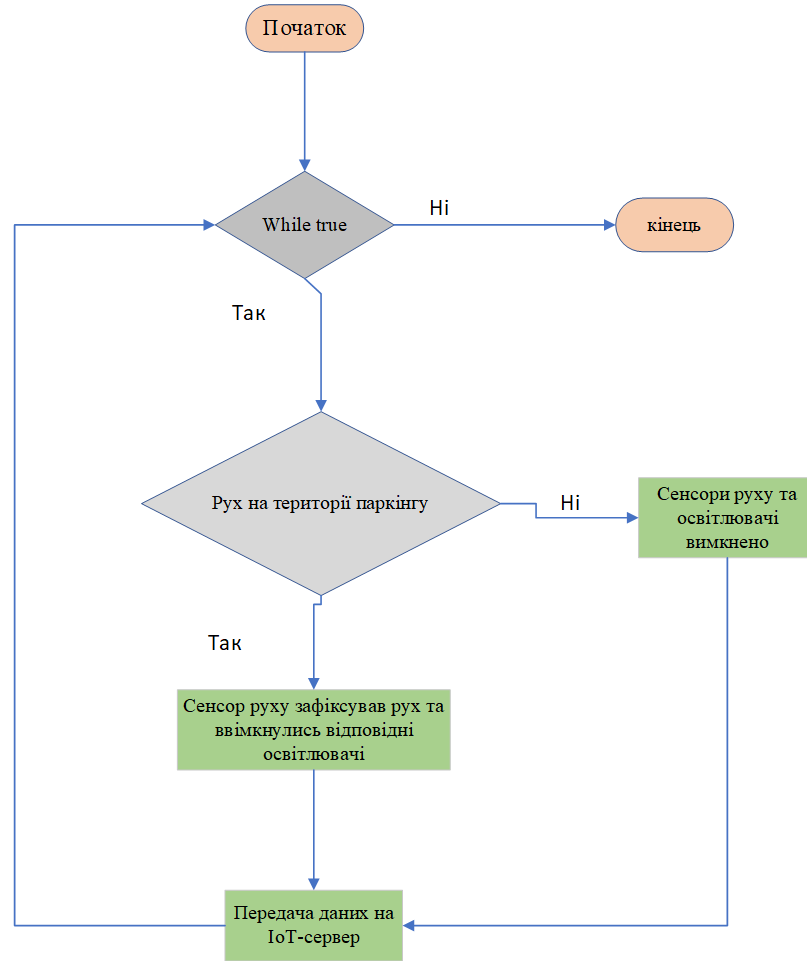 Початок
While true
Ні
кінець
Так
Рух на території паркінгу
Ні
Сенсори руху та
освітлювачі
вимкнено
Так
Сенсор руху зафіксував рух та
ввімкнулись відповідні
освітлювачі
Передача даних на
IoT-сервер